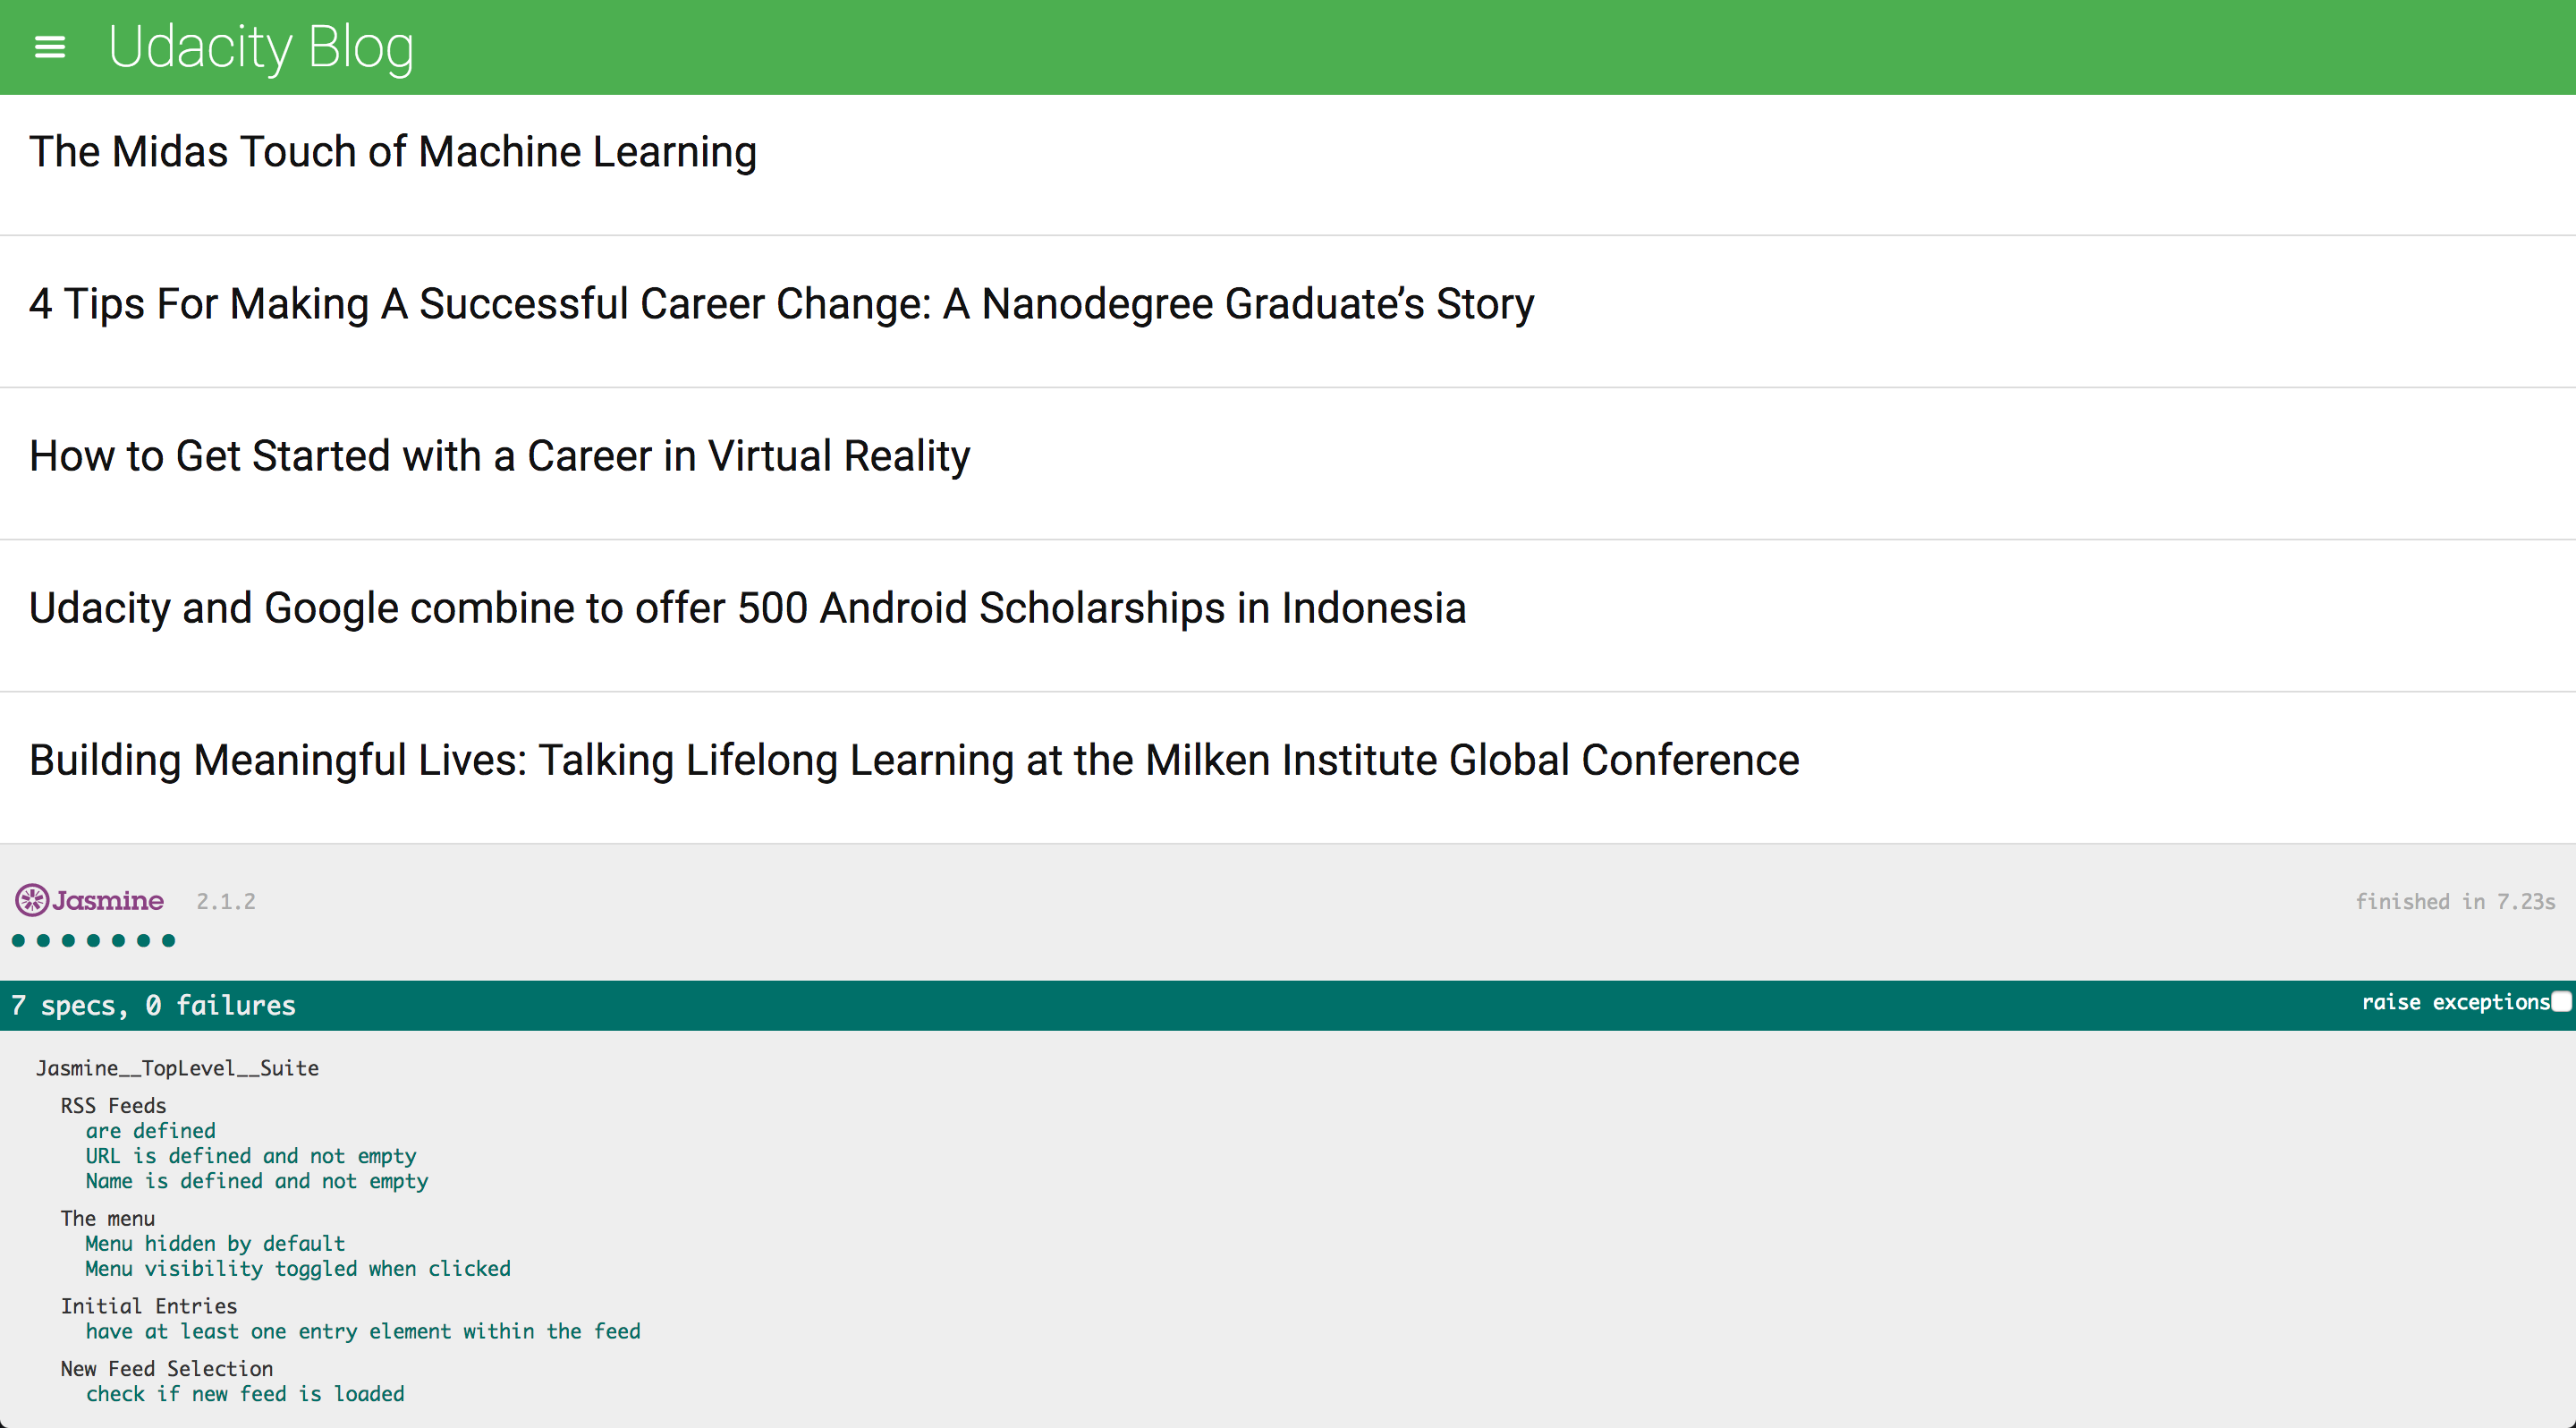 Udacity Blog
The Midas Touch of Machine Learning
4 Tips For Making A Successful Career Change: A Nanodegree Graduate’s Story
How to Get Started with a Career in Virtual Reality
Udacity and Google combine to offer 500 Android Scholarships in Indonesia
Building Meaningful Lives: Talking Lifelong Learning at the Milken Institute Global Conference
Jasmine 2.1.2 finished in 7.23s
7 specs, 0 failures raise exceptions
Jasmine__TopLevel__Suite
RSS Feeds
are defined
URL is defined and not empty
Name is defined and not empty
The menu
Menu hidden by default
Menu visibility toggled when clicked
Initial Entries
have at least one entry element within the feed
New Feed Selection
check if new feed is loaded